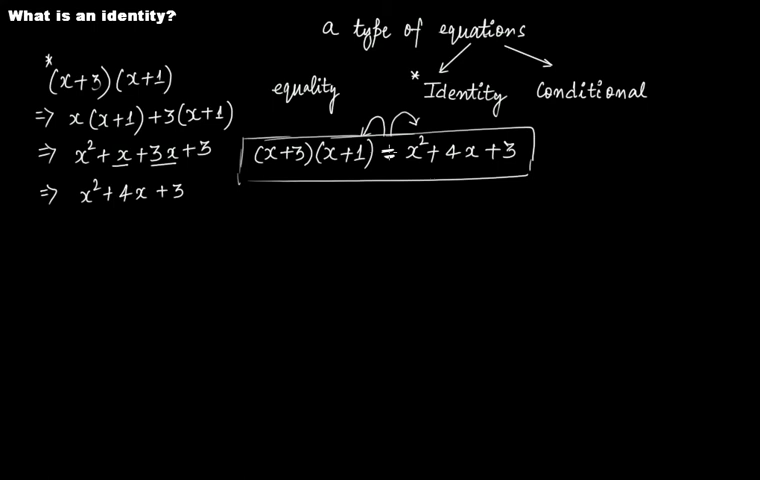 What is an identity?
a type of equations
equality
* Identity
Conditional
* (x+3)(x+1)
⇒ x(x+1)+3(x+1)
⇒ x²+x+3x+3
⇒ x²+4x+3
(x+3)(x+1) = x²+4x+3